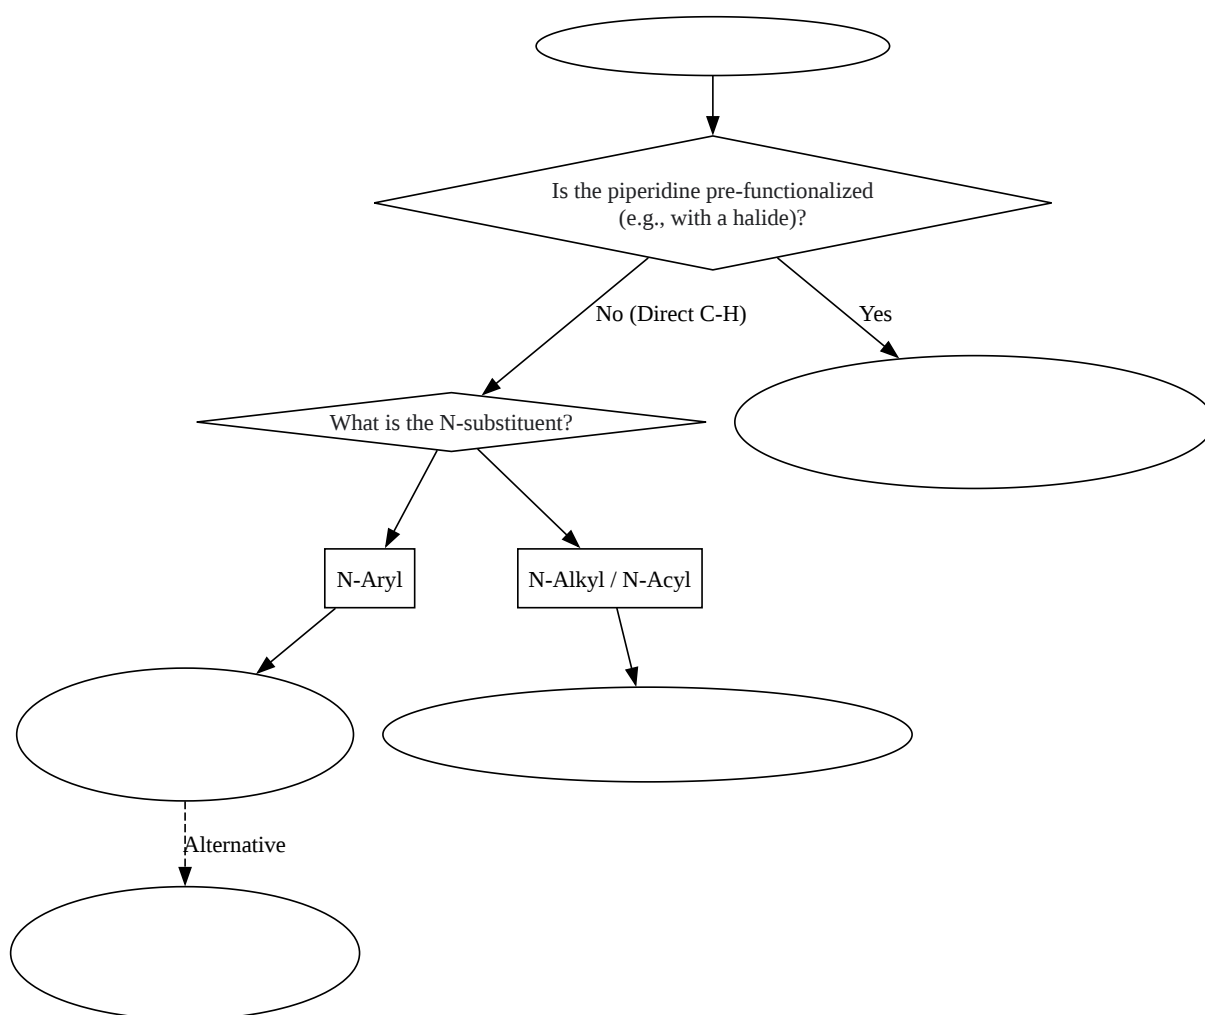 Is the piperidine pre-functionalized
(e.g., with a halide)?
No (Direct C-H)
Yes
What is the N-substituent?
N-Aryl
N-Alkyl / N-Acyl
Alternative